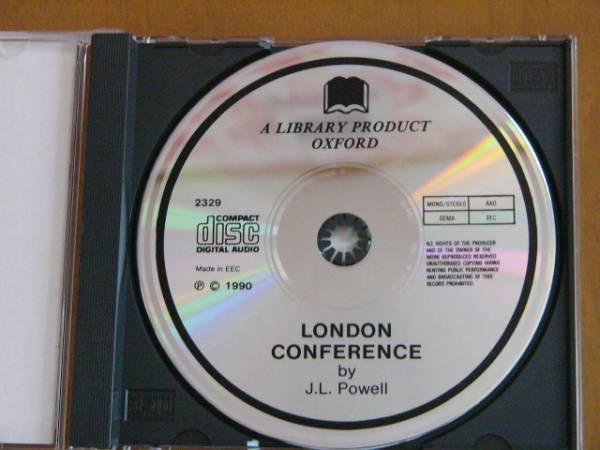 A LIBRARY PRODUCT
OXFORD
2329
COMPACT
disc
DIGITAL AUDIO
Made in EEC
℗ © 1990
MONO/STEREO AAD
GEMA EEC
ALL RIGHTS OF THE PRODUCER
AND OF THE OWNER OF THE
WORK REPRODUCED RESERVED
UNAUTHORISED COPYING HIRING
RENTING PUBLIC PERFORMANCE
AND BROADCASTING OF THIS
RECORD PROHIBITED.
LONDON
CONFERENCE
by
J.L. Powell